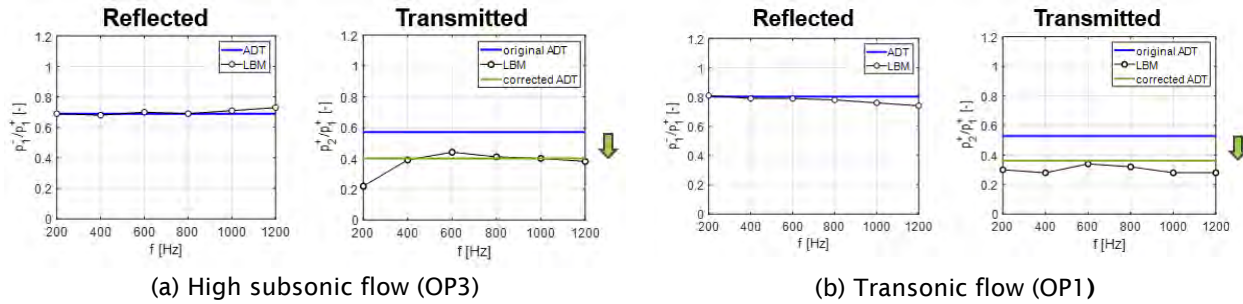 Reflected
Transmitted
Reflected
Transmitted
1.2
1
0.8
0.6
0.4
0.2
0
p₁⁻/p₁⁺ [-]
ADT
LBM
200 400 600 800 1000 1200
f [Hz]
1.2
1
0.8
0.6
0.4
0.2
0
p₂⁺/p₁⁺ [-]
original ADT
LBM
corrected ADT
200 400 600 800 1000 1200
f [Hz]
1.2
1
0.8
0.6
0.4
0.2
0
p₁⁻/p₁⁺ [-]
ADT
LBM
200 400 600 800 1000 1200
f [Hz]
1.2
1
0.8
0.6
0.4
0.2
0
p₂⁺/p₁⁺ [-]
original ADT
LBM
corrected ADT
200 400 600 800 1000 1200
f [Hz]
(a) High subsonic flow (OP3)
(b) Transonic flow (OP1)